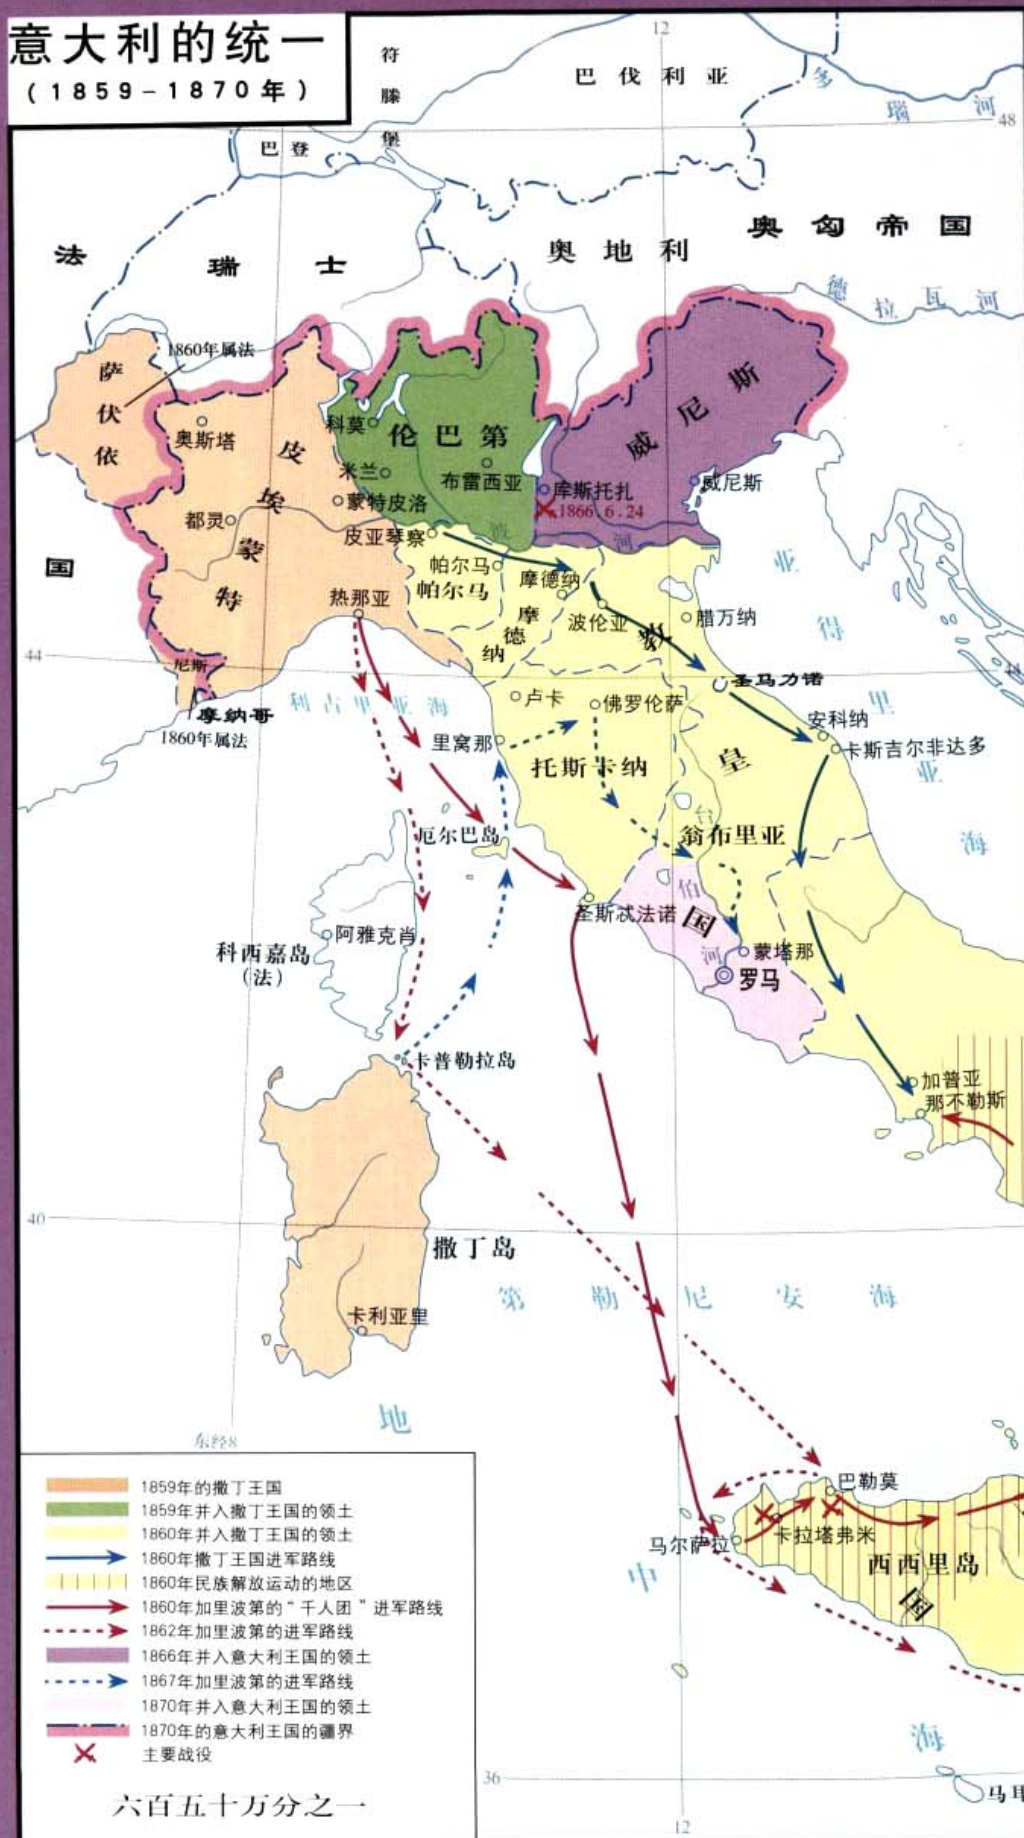 意大利的统一
(1859-1870年)
符
腾
堡
12
巴伐利亚
多
瑙
河
48
巴登
法
瑞士
奥地利
奥匈帝国
德
拉
瓦
河
萨
伏
依
1860年属法
奥斯塔
皮
埃
蒙
特
科莫
伦巴第
米兰
布雷西亚
蒙特皮洛
威
尼
斯
库斯托扎
1866.6.24
威尼斯
国
都灵
皮亚琴察
波
河
帕尔马
帕尔马
摩德纳
摩
德
纳
波伦亚
教
腊万纳
亚
得
里
亚
海
热那亚
44
44
尼斯
摩纳哥
1860年属法
利古里亚海
卢卡
佛罗伦萨
圣马力诺
安科纳
卡斯吉尔非达多
里窝那
托斯卡纳
皇
台
翁布里亚
厄尔巴岛
圣斯忒法诺
伯
国
河
蒙塔那
罗马
阿雅克肖
科西嘉岛
(法)
卡普勒拉岛
加普亚
那不勒斯
40
撒丁岛
卡利亚里
第勒尼安海
地
东经8
巴勒莫
马尔萨拉
卡拉塔弗米
西西里岛
国
中
海
36
12
1859年的撒丁王国
1859年并入撒丁王国的领土
1860年并入撒丁王国的领土
1860年撒丁王国进军路线
1860年民族解放运动的地区
1860年加里波第的“千人团”进军路线
1862年加里波第的进军路线
1866年并入意大利王国的领土
1867年加里波第的进军路线
1870年并入意大利王国的领土
1870年的意大利王国的疆界
主要战役
六百五十万分之一